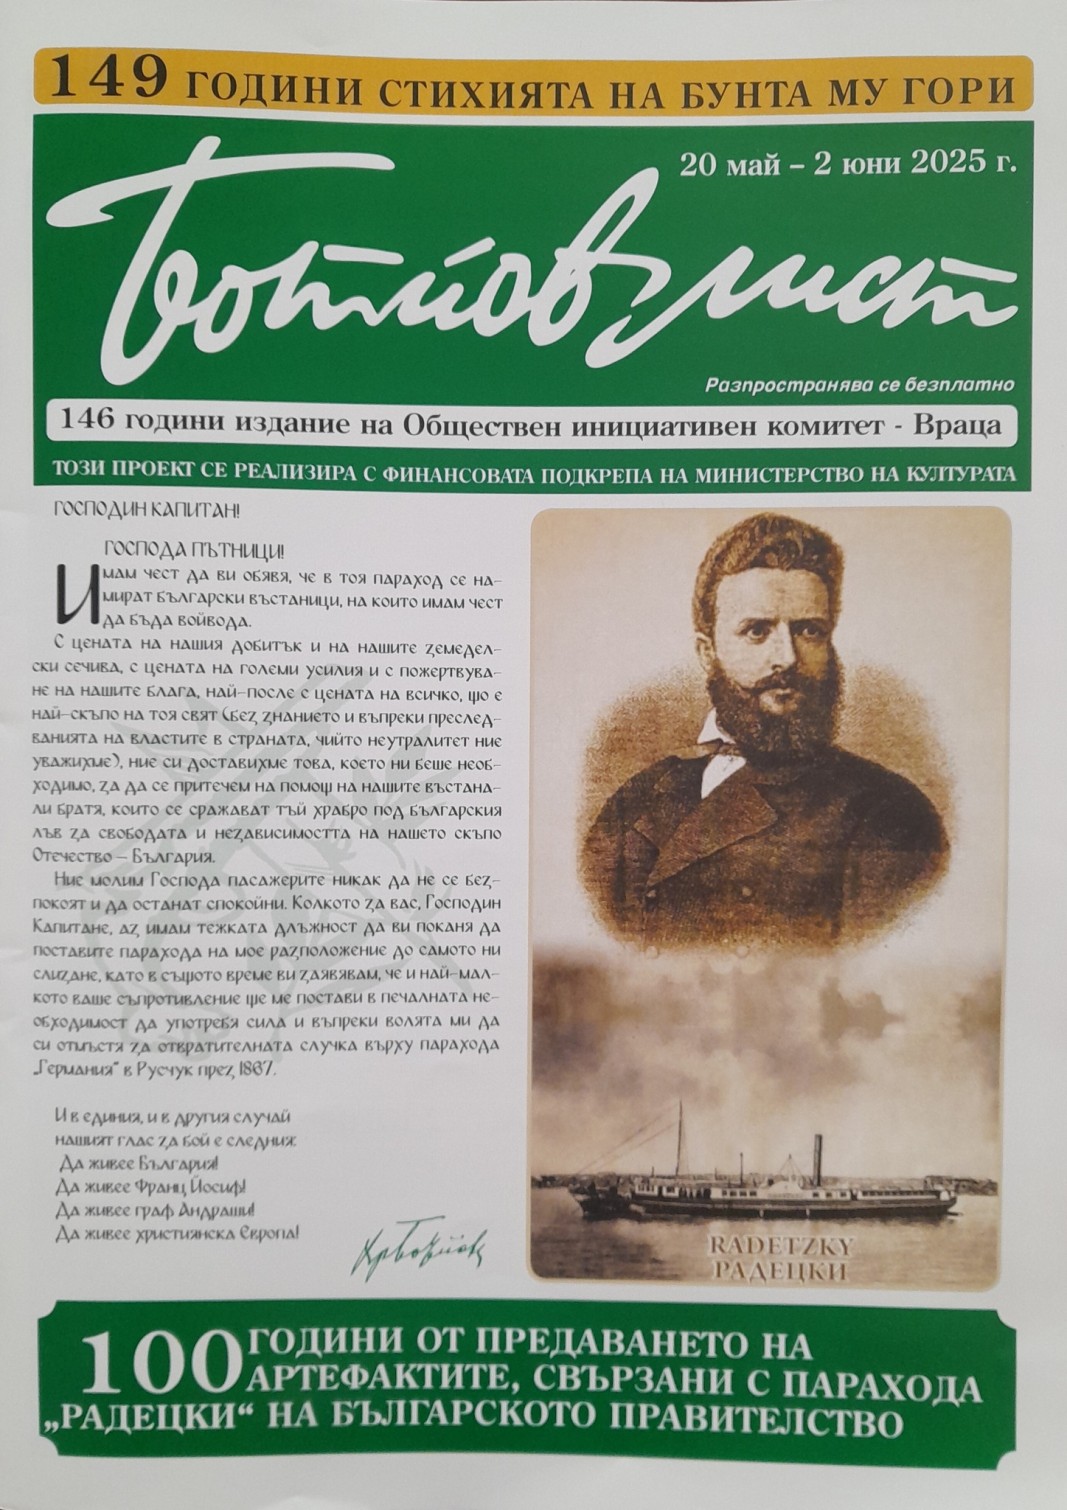 149 ГОДИНИ СТИХИЯТА НА БУНТА МУ ГОРИ
20 май – 2 юни 2025 г.
Ботйов лист
Разпространява се безплатно
146 години издание на Обществен инициативен комитет - Враца
ТОЗИ ПРОЕКТ СЕ РЕАЛИЗИРА С ФИНАНСОВАТА ПОДКРЕПА НА МИНИСТЕРСТВО НА КУЛТУРАТА
ГОСПОДИН КАПИТАН!
ГОСПОДА ПЪТНИЦИ!
Имам чест да ви обявя, че в тоя параход се на-
мират български въстаници, на които имам чест
да бъда войвода.
С цената на нашия добитък и на нашите земедел-
ски сечива, с цената на големи усилия и с пожертвува-
не на нашите блага, най-после с цената на всичко, що е
най-скъпо на тоя свят (без знанието и въпреки преслед-
ванията на властите в страната, чийто неутралитет ние
уважихме), ние си доставихме това, което ни беше необ-
ходимо, за да се притечем на помощ на нашите въстана-
ли братя, които се сражават тъй храбро под българския
лъв за свободата и независимостта на нашето скъпо
Отечество – България.
Ние молим Господа пасажерите никак да не се без-
покоят и да останат спокойни. Колкото за вас, Господин
Капитане, аз имам тежката длъжност да ви поканя да
поставите парахода на мое разположение до самото ни
слизане, като в същото време ви заявявам, че и най-мал-
кото ваше съпротивление ще ме постави в печалната не-
обходимост да употребя сила и въпреки волята ми да
си отмъстя за отвратителната случка върху парахода
„Германия“ в Русчук през 1867.
И в единия, и в другия случай
нашият глас за бой е следния:
Да живее България!
Да живее Франц Йосиф!
Да живее граф Андраши!
Да живее християнска Европа!
Хр Ботйов
RADETZKY
РАДЕЦКИ
100 ГОДИНИ ОТ ПРЕДАВАНЕТО НА
АРТЕФАКТИТЕ, СВЪРЗАНИ С ПАРАХОДА
„РАДЕЦКИ“ НА БЪЛГАРСКОТО ПРАВИТЕЛСТВО